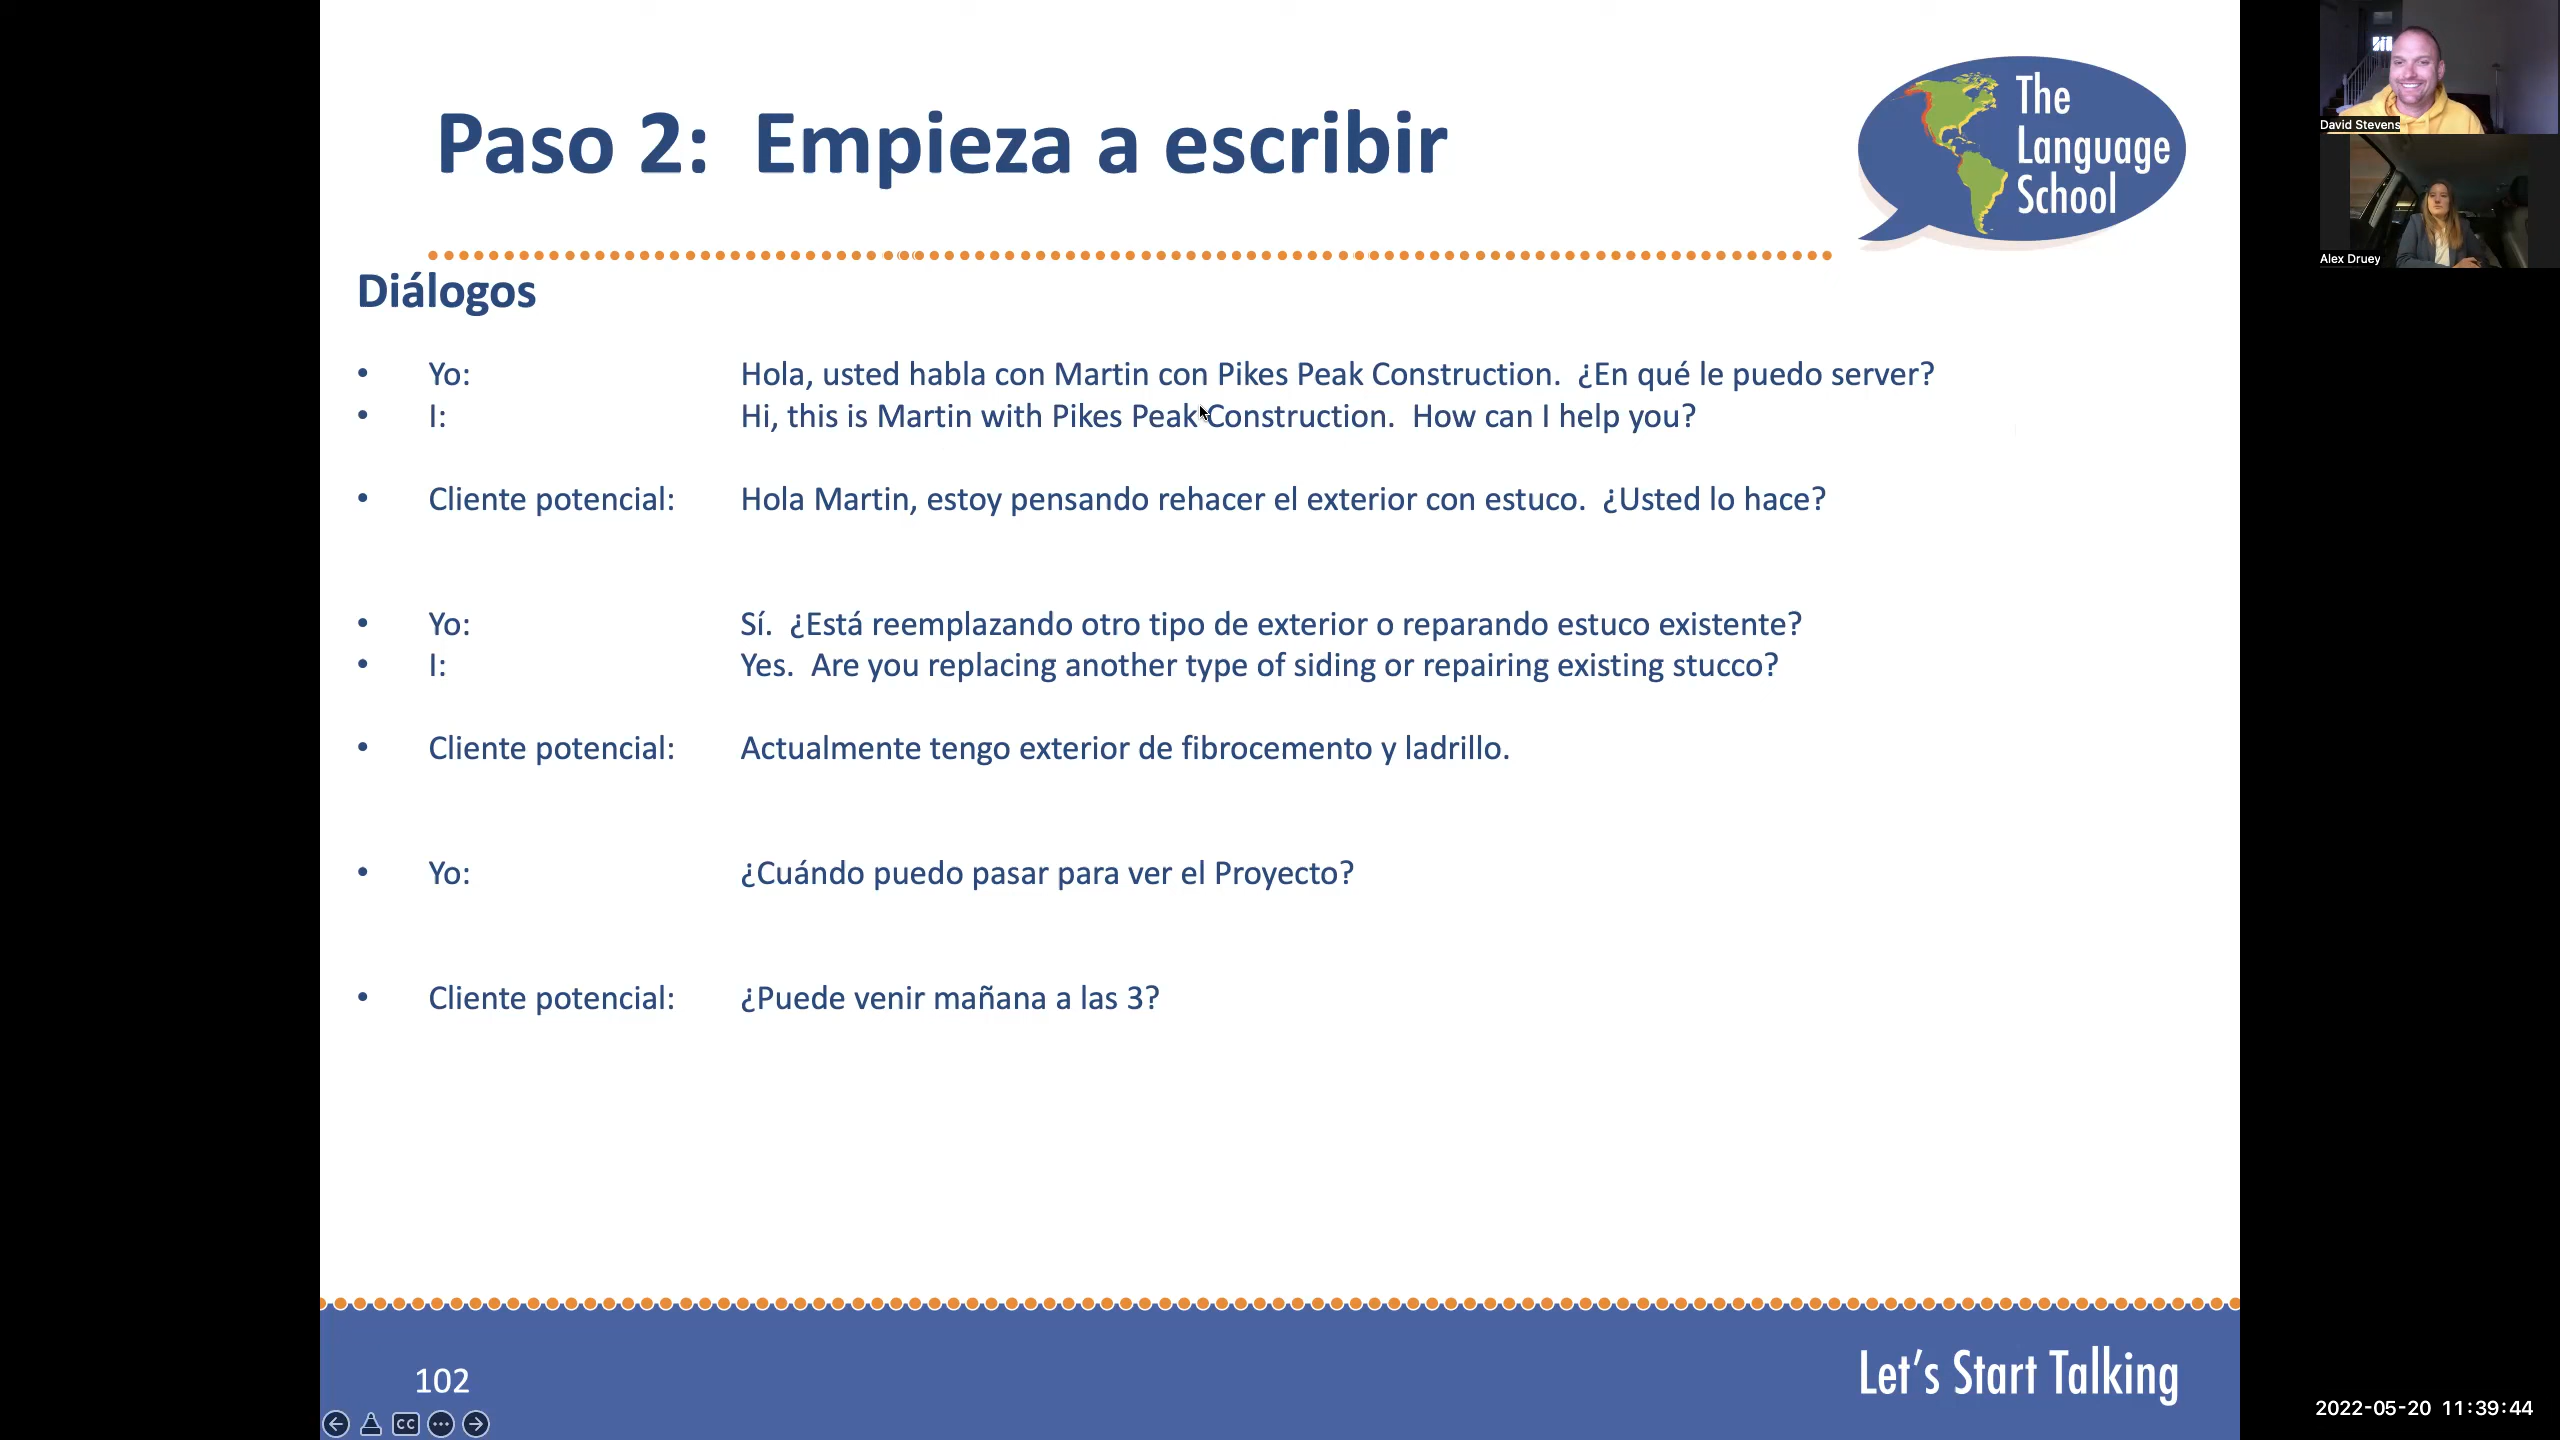 Paso 2:  Empieza a escribir
The
Language
School
David Stevens
Alex Druey
Diálogos
• Yo: Hola, usted habla con Martin con Pikes Peak Construction.  ¿En qué le puedo server?
• I: Hi, this is Martin with Pikes Peak Construction.  How can I help you?
• Cliente potencial: Hola Martin, estoy pensando rehacer el exterior con estuco.  ¿Usted lo hace?
• Yo: Sí.  ¿Está reemplazando otro tipo de exterior o reparando estuco existente?
• I: Yes.  Are you replacing another type of siding or repairing existing stucco?
• Cliente potencial: Actualmente tengo exterior de fibrocemento y ladrillo.
• Yo: ¿Cuándo puedo pasar para ver el Proyecto?
• Cliente potencial: ¿Puede venir mañana a las 3?
102
Let's Start Talking
CC
2022-05-20 11:39:44